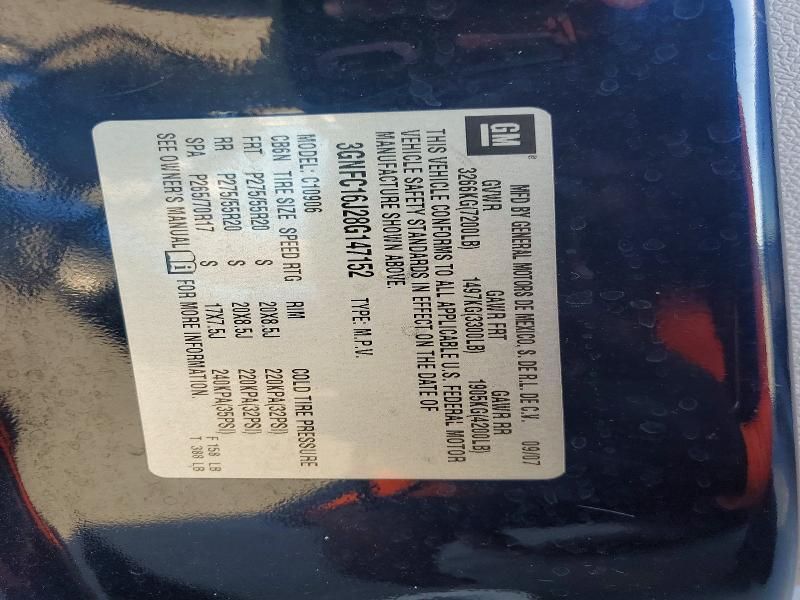 GM
MFD BY GENERAL MOTORS DE MEXICO, S. DE R.L. DE C.V. 09/07
GVWR GAWR FRT GAWR RR
3266KG(7200LB) 1497KG(3300LB) 1905KG(4200LB)
THIS VEHICLE CONFORMS TO ALL APPLICABLE U.S. FEDERAL MOTOR
VEHICLE SAFETY STANDARDS IN EFFECT ON THE DATE OF
MANUFACTURE SHOWN ABOVE.
3GNFC16J28G147152 TYPE: M.P.V.
MODEL: C10906
C6GN TIRE SIZE SPEED RTG RIM COLD TIRE PRESSURE
FRT P275/55R20 S 20X8.5J 220KPA(32PSI)
RR P275/55R20 S 20X8.5J 220KPA(32PSI)
SPA P265/70R17 S 17X7.5J 240KPA(35PSI) F 158 LB
SEE OWNER'S MANUAL FOR MORE INFORMATION. T 388 LB